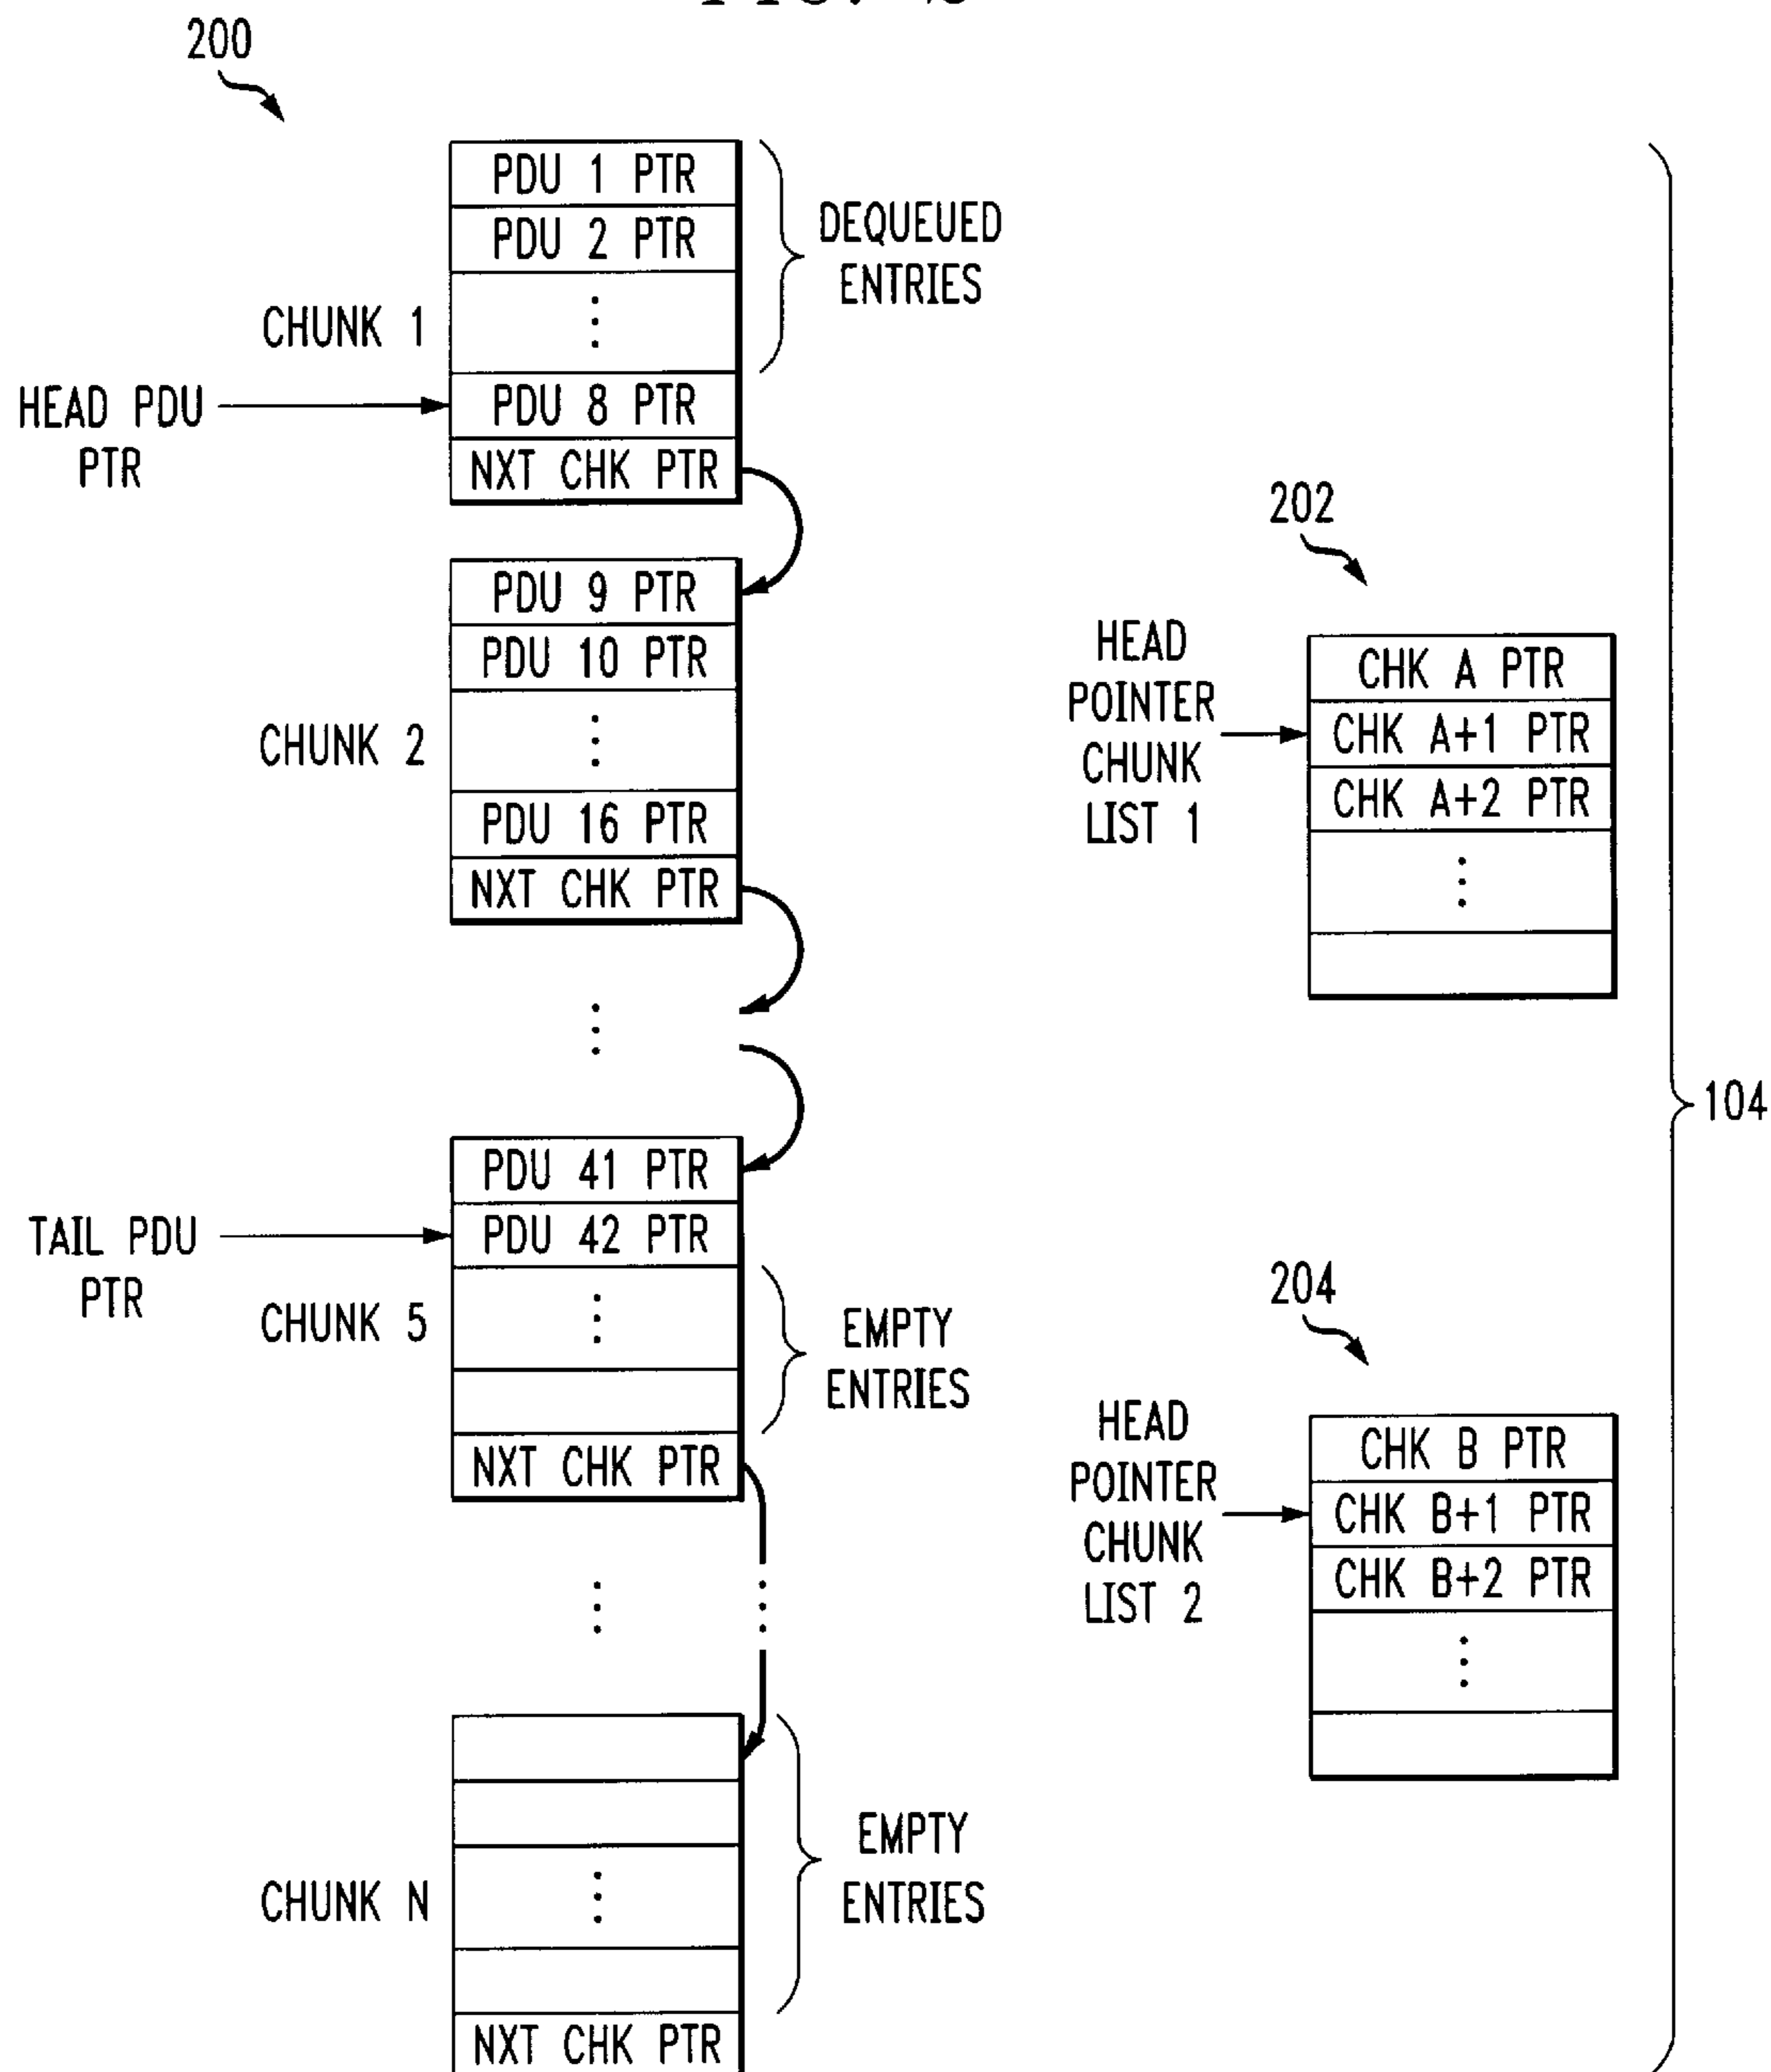 200
PDU 1 PTR
PDU 2 PTR
DEQUEUED
ENTRIES
CHUNK 1
HEAD PDU
PTR
PDU 8 PTR
NXT CHK PTR
PDU 9 PTR
PDU 10 PTR
CHUNK 2
PDU 16 PTR
NXT CHK PTR
PDU 41 PTR
TAIL PDU
PTR
PDU 42 PTR
CHUNK 5
EMPTY
ENTRIES
NXT CHK PTR
CHUNK N
EMPTY
ENTRIES
NXT CHK PTR
202
HEAD
POINTER
CHUNK
LIST 1
CHK A PTR
CHK A+1 PTR
CHK A+2 PTR
104
204
HEAD
POINTER
CHUNK
LIST 2
CHK B PTR
CHK B+1 PTR
CHK B+2 PTR